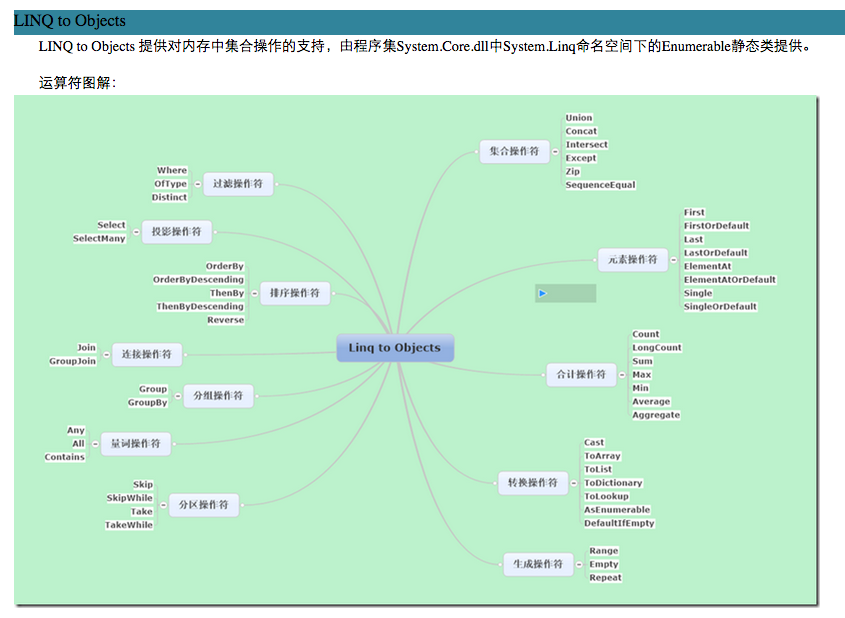 LINQ to Objects
LINQ to Objects 提供对内存中集合操作的支持，由程序集System.Core.dll中System.Linq命名空间下的Enumerable静态类提供。
运算符图解：
Linq to Objects
过滤操作符
Where
OfType
Distinct
投影操作符
Select
SelectMany
排序操作符
OrderBy
OrderByDescending
ThenBy
ThenByDescending
Reverse
连接操作符
Join
GroupJoin
分组操作符
Group
GroupBy
量词操作符
Any
All
Contains
分区操作符
Skip
SkipWhile
Take
TakeWhile
集合操作符
Union
Concat
Intersect
Except
Zip
SequenceEqual
元素操作符
First
FirstOrDefault
Last
LastOrDefault
ElementAt
ElementAtOrDefault
Single
SingleOrDefault
合计操作符
Count
LongCount
Sum
Max
Min
Average
Aggregate
转换操作符
Cast
ToArray
ToList
ToDictionary
ToLookup
AsEnumerable
DefaultIfEmpty
生成操作符
Range
Empty
Repeat